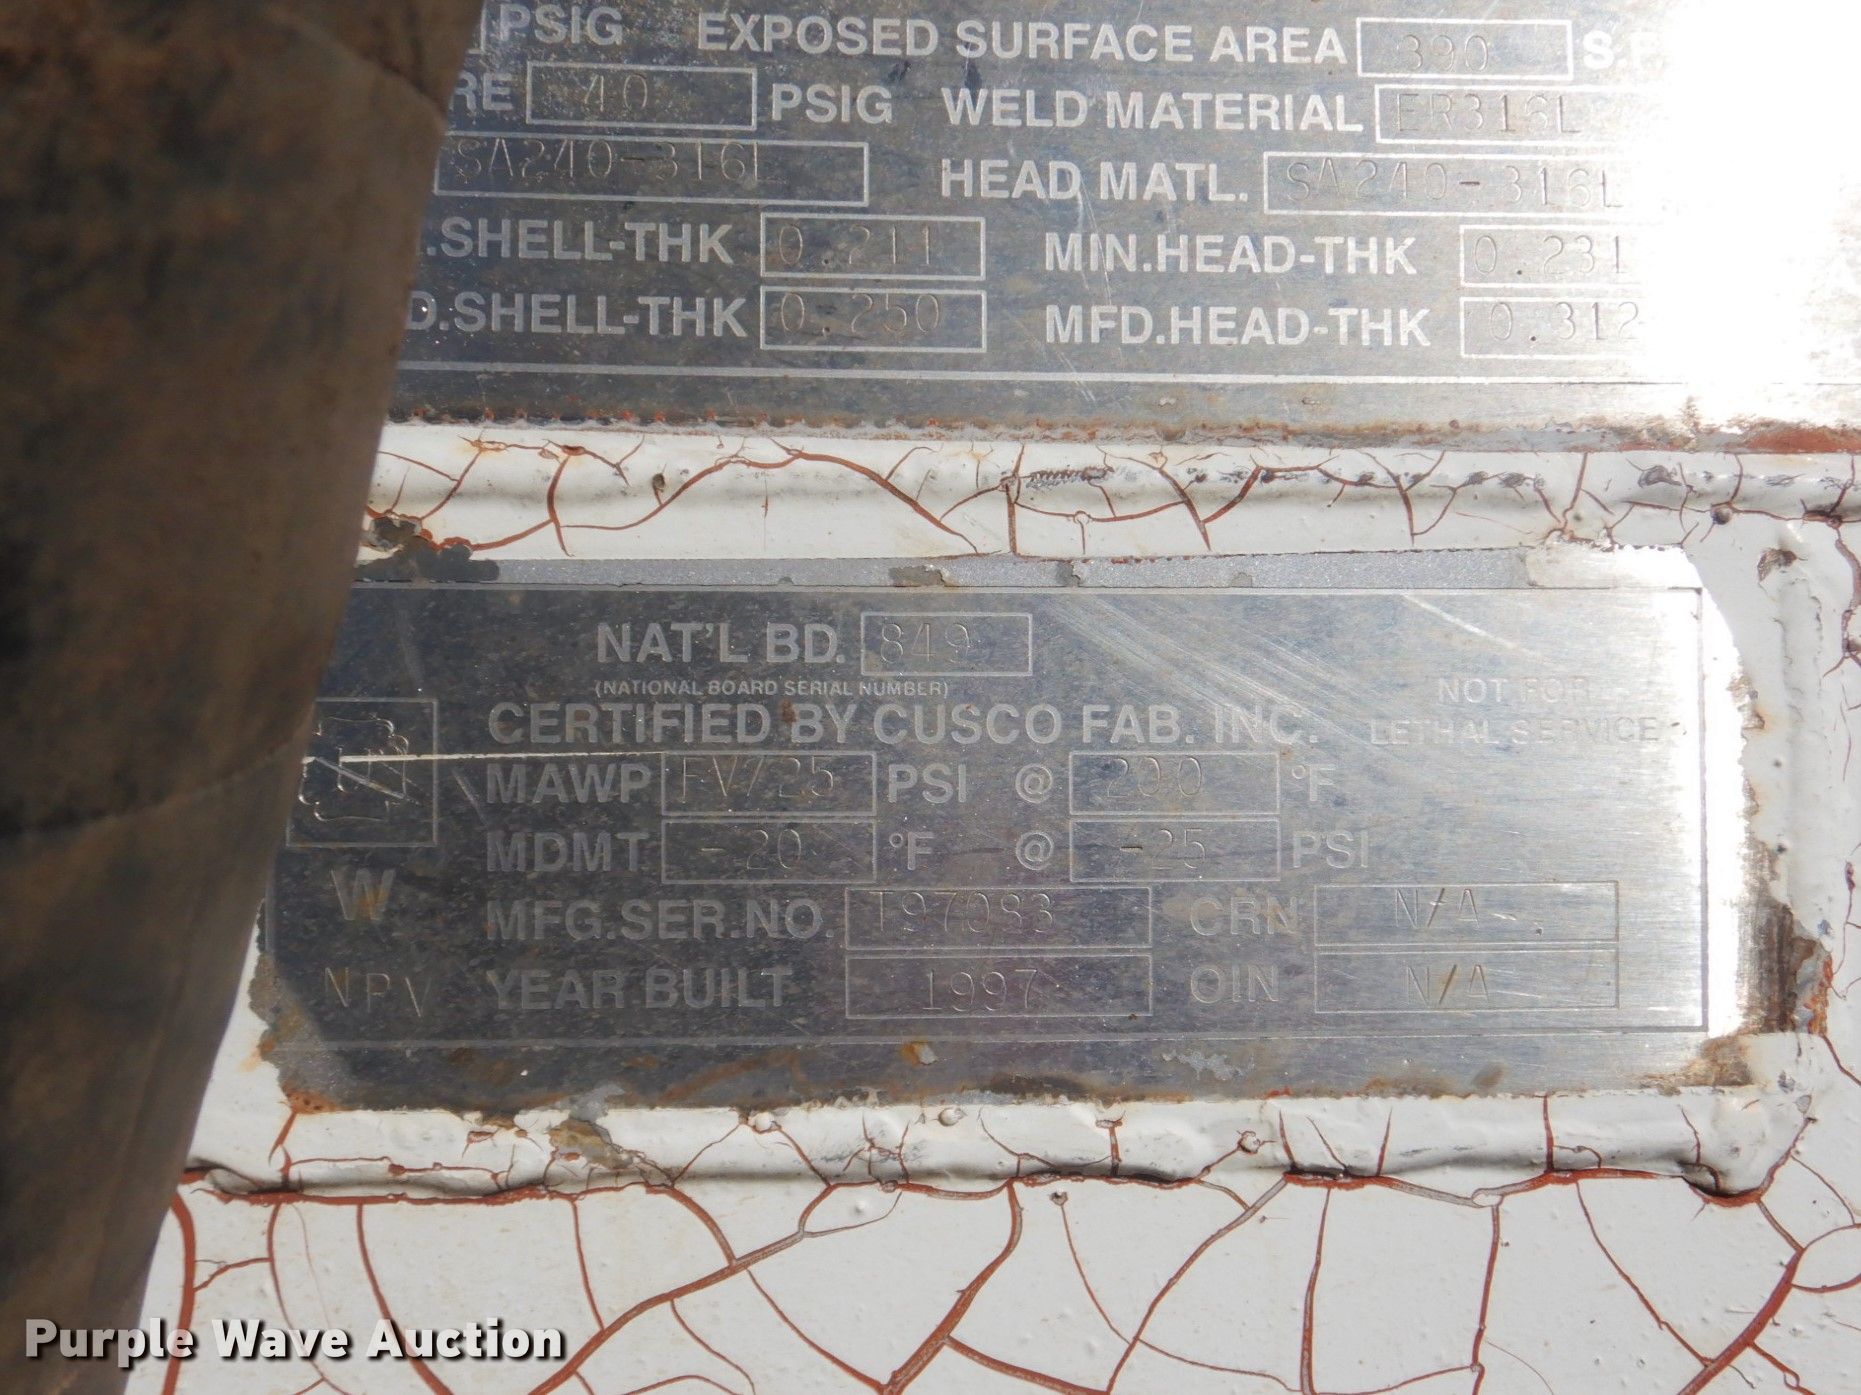 PSIG EXPOSED SURFACE AREA 390 S.F.
RE 40 PSIG WELD MATERIAL ER316L
SA240-316L HEAD MATL. SA240-316L
.SHELL-THK 0.211 MIN.HEAD-THK 0.231
D.SHELL-THK 0.250 MFD.HEAD-THK 0.312
NAT'L BD. 849
(NATIONAL BOARD SERIAL NUMBER)
NOT FOR
LETHAL SERVICE
CERTIFIED BY CUSCO FAB. INC.
MAWP FV/25 PSI @ 200 °F
MDMT -20 °F @ -25 PSI
W
MFG.SER.NO. T97083 CRN N/A
NPV YEAR BUILT 1997 OIN N/A
Purple Wave Auction